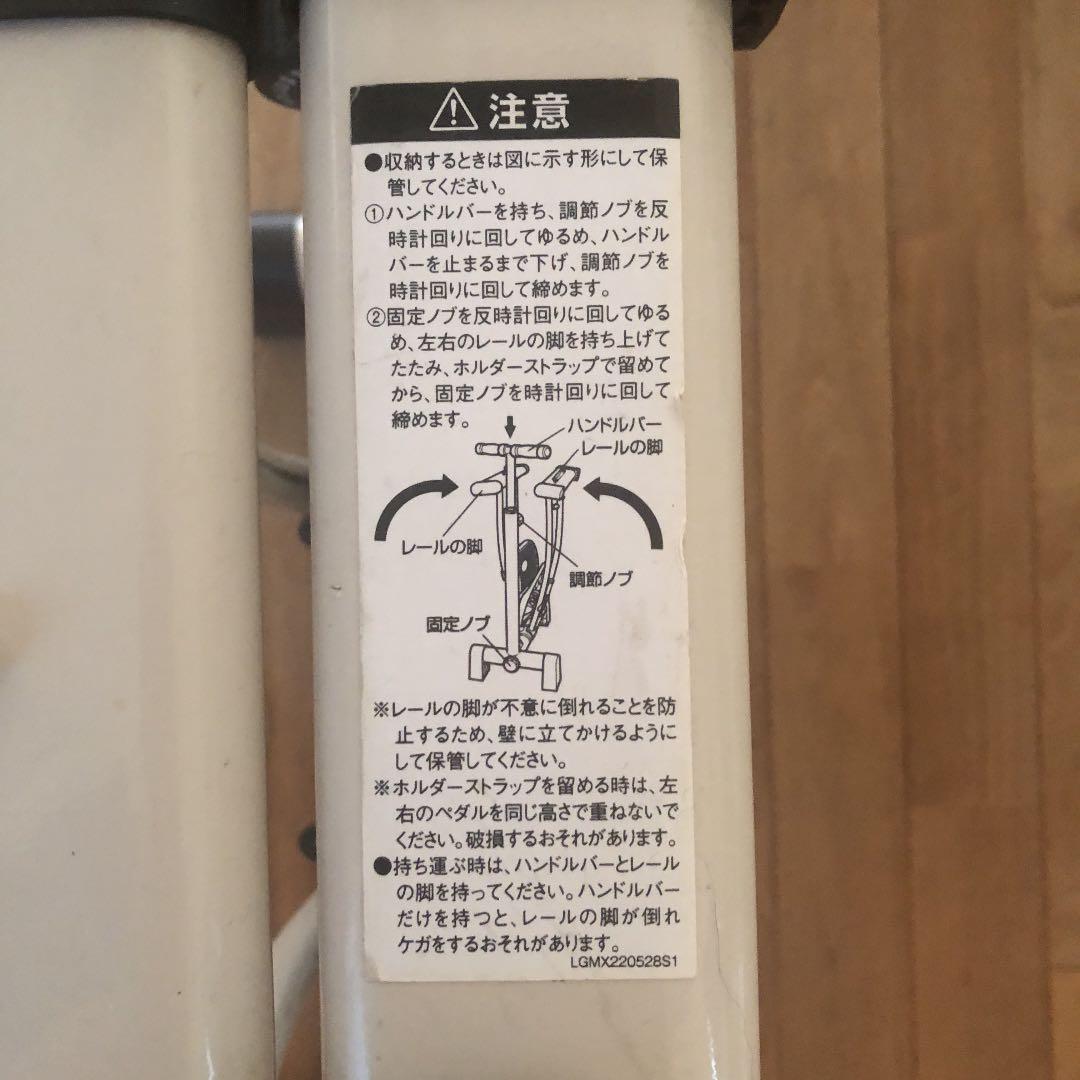 注意
●収納するときは図に示す形にして保
管してください。
①ハンドルバーを持ち、調節ノブを反
時計回りに回してゆるめ、ハンドル
バーを止まるまで下げ、調節ノブを
時計回りに回して締めます。
②固定ノブを反時計回りに回してゆる
め、左右のレールの脚を持ち上げて
たたみ、ホルダーストラップで留めて
から、固定ノブを時計回りに回して
締めます。
ハンドルバー
レールの脚
レールの脚
調節ノブ
固定ノブ
※レールの脚が不意に倒れることを防
止するため、壁に立てかけるように
して保管してください。
※ホルダーストラップを留める時は、左
右のペダルを同じ高さで重ねないで
ください。破損するおそれがあります。
●持ち運ぶ時は、ハンドルバーとレール
の脚を持ってください。ハンドルバー
だけを持つと、レールの脚が倒れ
ケガをするおそれがあります。
LGMX220528S1